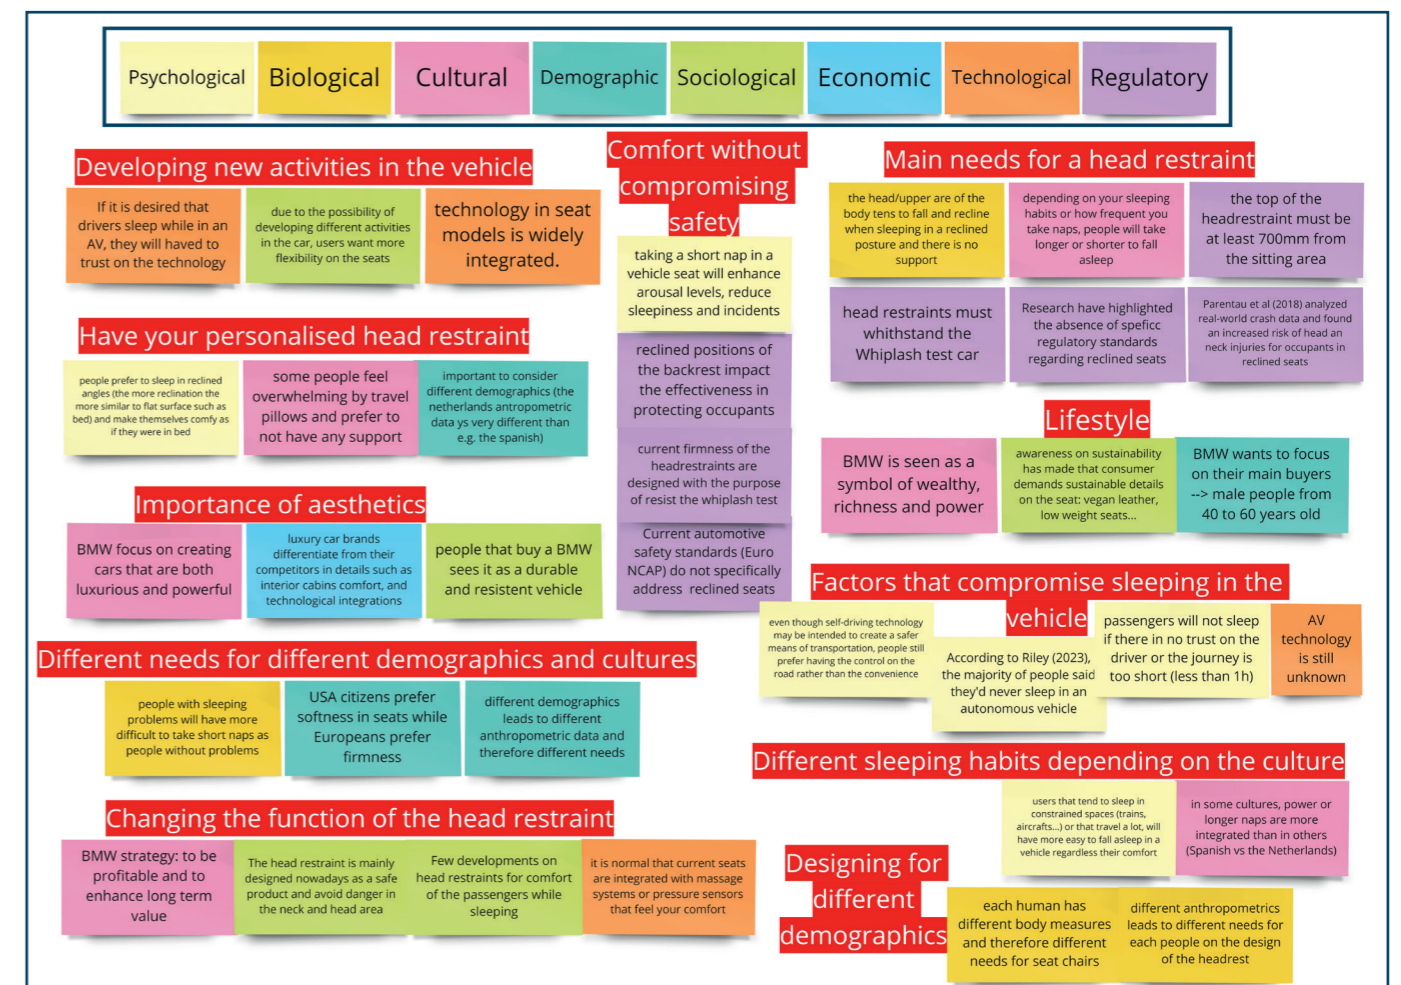 Psychological
Biological
Cultural
Demographic
Sociological
Economic
Technological
Regulatory
Developing new activities in the vehicle
If it is desired that
drivers sleep while in an
AV, they will haved to
trust on the technology
due to the possibility of
developing different activities
in the car, users want more
flexibility on the seats
technology in seat
models is widely
integrated.
Have your personalised head restraint
people prefer to sleep in reclined
angles (the more reclination the
more similar to flat surface such as
bed) and make themselves comfy as
if they were in bed
some people feel
overwhelming by travel
pillows and prefer to
not have any support
important to consider
different demographics (the
netherlands antropometric
data ys very different than
e.g. the spanish)
Importance of aesthetics
BMW focus on creating
cars that are both
luxurious and powerful
luxury car brands
differentiate from their
competitors in details such as
interior cabins comfort, and
technological integrations
people that buy a BMW
sees it as a durable
and resistent vehicle
Different needs for different demographics and cultures
people with sleeping
problems will have more
difficult to take short naps as
people without problems
USA citizens prefer
softness in seats while
Europeans prefer
firmness
different demographics
leads to different
anthropometric data and
therefore different needs
Changing the function of the head restraint
BMW strategy: to be
profitable and to
enhance long term
value
The head restraint is mainly
designed nowadays as a safe
product and avoid danger in
the neck and head area
Few developments on
head restraints for comfort
of the passengers while
sleeping
it is normal that current seats
are integrated with massage
systems or pressure sensors
that feel your comfort
Comfort without
compromising
safety
taking a short nap in a
vehicle seat will enhance
arousal levels, reduce
sleepiness and incidents
reclined positions of
the backrest impact
the effectiveness in
protecting occupants
current firmness of the
headrestraints are
designed with the purpose
of resist the whiplash test
Current automotive
safety standards (Euro
NCAP) do not specifically
address reclined seats
Main needs for a head restraint
the head/upper are of the
body tens to fall and recline
when sleeping in a reclined
posture and there is no
support
depending on your sleeping
habits or how frequent you
take naps, people will take
longer or shorter to fall
asleep
the top of the
headrestraint must be
at least 700mm from
the sitting area
head restraints must
whithstand the
Whiplash test car
Research have highlighted
the absence of speficc
regulatory standards
regarding reclined seats
Parentau et al (2018) analyzed
real-world crash data and found
an increased risk of head an
neck injuries for occupants in
reclined seats
Lifestyle
BMW is seen as a
symbol of wealthy,
richness and power
awareness on sustainability
has made that consumer
demands sustainable details
on the seat: vegan leather,
low weight seats...
BMW wants to focus
on their main buyers
--> male people from
40 to 60 years old
Factors that compromise sleeping in the
vehicle
even though self-driving technology
may be intended to create a safer
means of transportation, people still
prefer having the control on the
road rather than the convenience
According to Riley (2023),
the majority of people said
they'd never sleep in an
autonomous vehicle
passengers will not sleep
if there in no trust on the
driver or the journey is
too short (less than 1h)
AV
technology
is still
unknown
Different sleeping habits depending on the culture
users that tend to sleep in
constrained spaces (trains,
aircrafts...) or that travel a lot, will
have more easy to fall asleep in a
vehicle regardless their comfort
in some cultures, power or
longer naps are more
integrated than in others
(Spanish vs the Netherlands)
Designing for
different
demographics
each human has
different body measures
and therefore different
needs for seat chairs
different anthropometrics
leads to different needs for
each people on the design
of the headrest